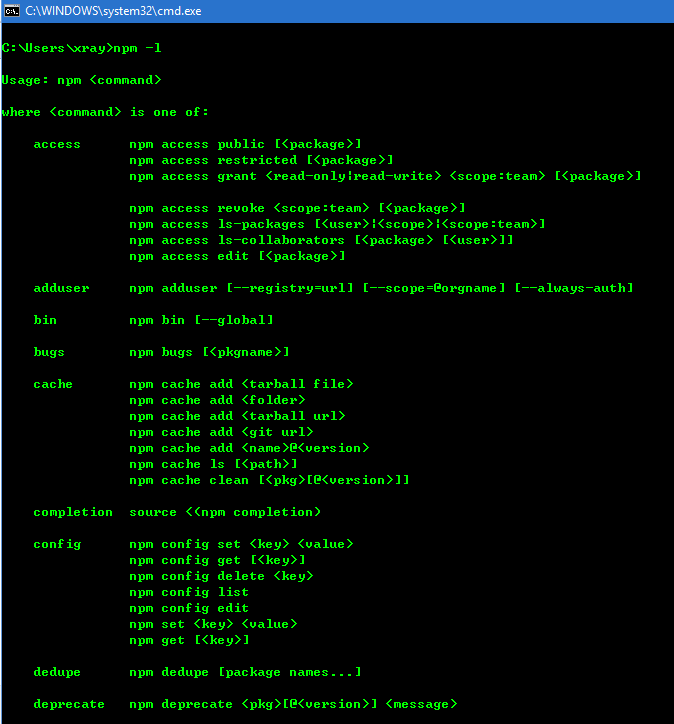 C:\WINDOWS\system32\cmd.exe
C:\Users\xray>npm -l
Usage: npm <command>
where <command> is one of:
access npm access public [<package>]
npm access restricted [<package>]
npm access grant <read-only|read-write> <scope:team> [<package>]
npm access revoke <scope:team> [<package>]
npm access ls-packages [<user>|<scope>|<scope:team>]
npm access ls-collaborators [<package> [<user>]]
npm access edit [<package>]
adduser npm adduser [--registry=url] [--scope=@orgname] [--always-auth]
bin npm bin [--global]
bugs npm bugs [<pkgname>]
cache npm cache add <tarball file>
npm cache add <folder>
npm cache add <tarball url>
npm cache add <git url>
npm cache add <name>@<version>
npm cache ls [<path>]
npm cache clean [<pkg>[@<version>]]
completion source <(npm completion)
config npm config set <key> <value>
npm config get [<key>]
npm config delete <key>
npm config list
npm config edit
npm set <key> <value>
npm get [<key>]
dedupe npm dedupe [package names...]
deprecate npm deprecate <pkg>[@<version>] <message>